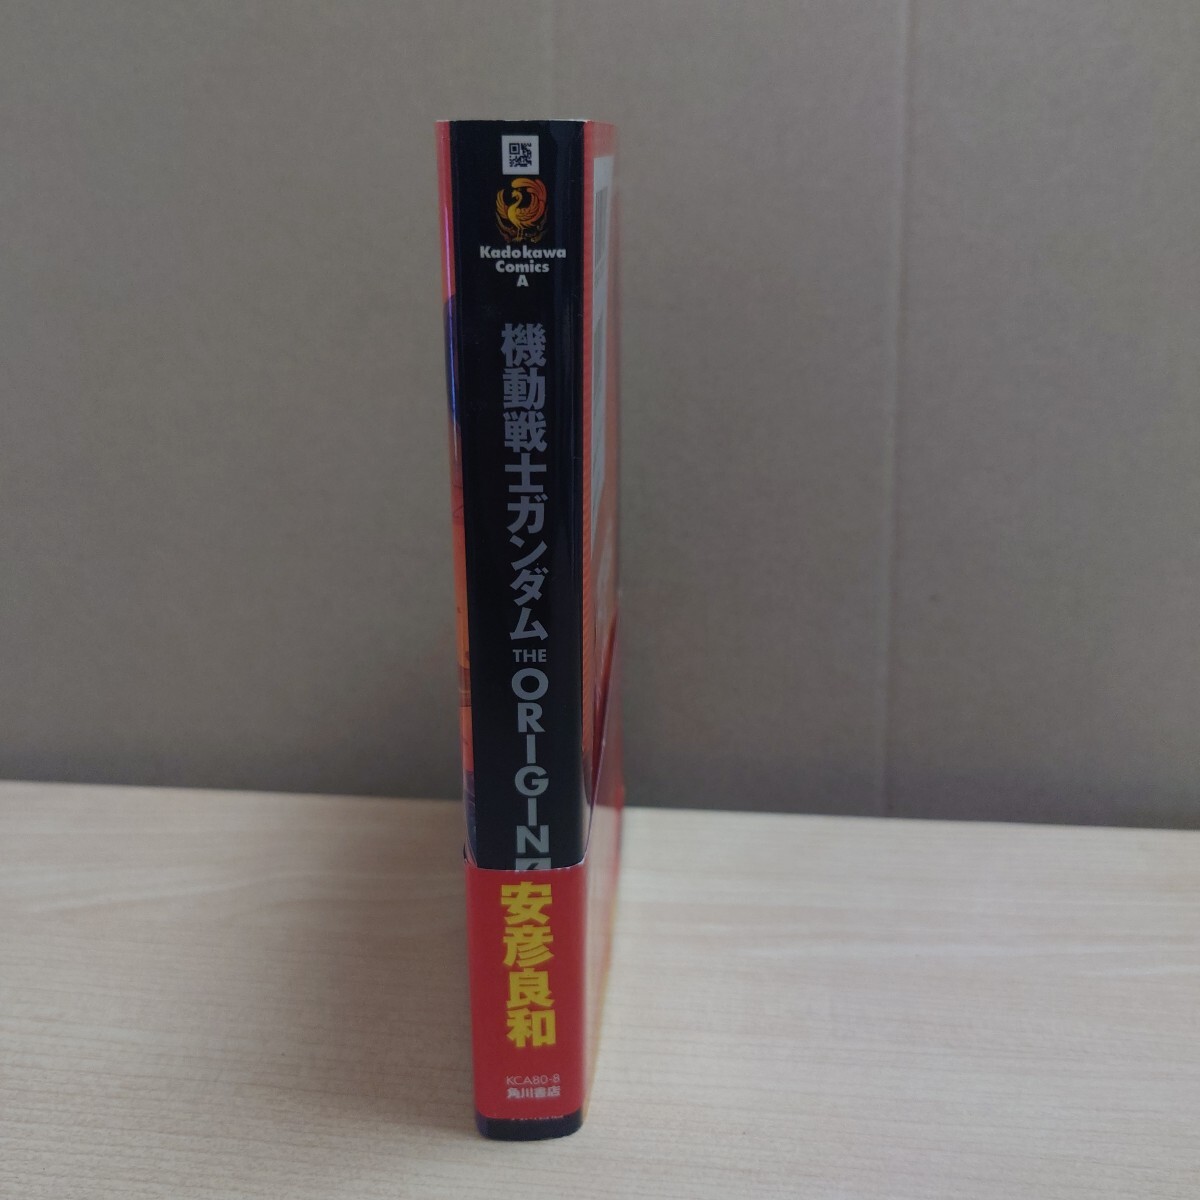 Kadokawa
Comics
A
機動戦士ガンダム
THE
ORIGIN
安彦良和
KCA80-8
角川書店